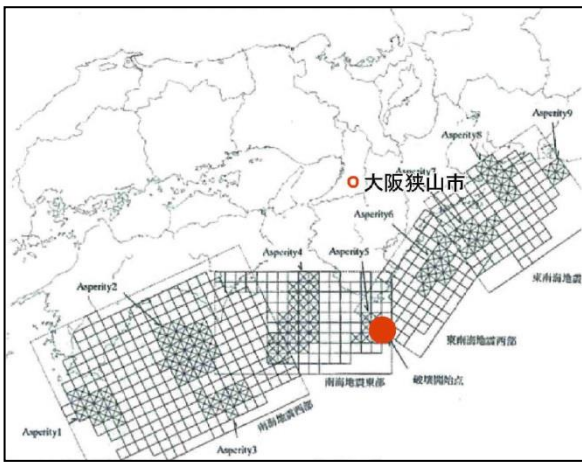 Asperity9
Asperity8
Asperity7
大阪狭山市
Asperity6
Asperity4
Asperity5
Asperity2
東南海地震
東南海地震西部
南海地震東部
破壊開始点
南海地震西部
Asperity1
Asperity3